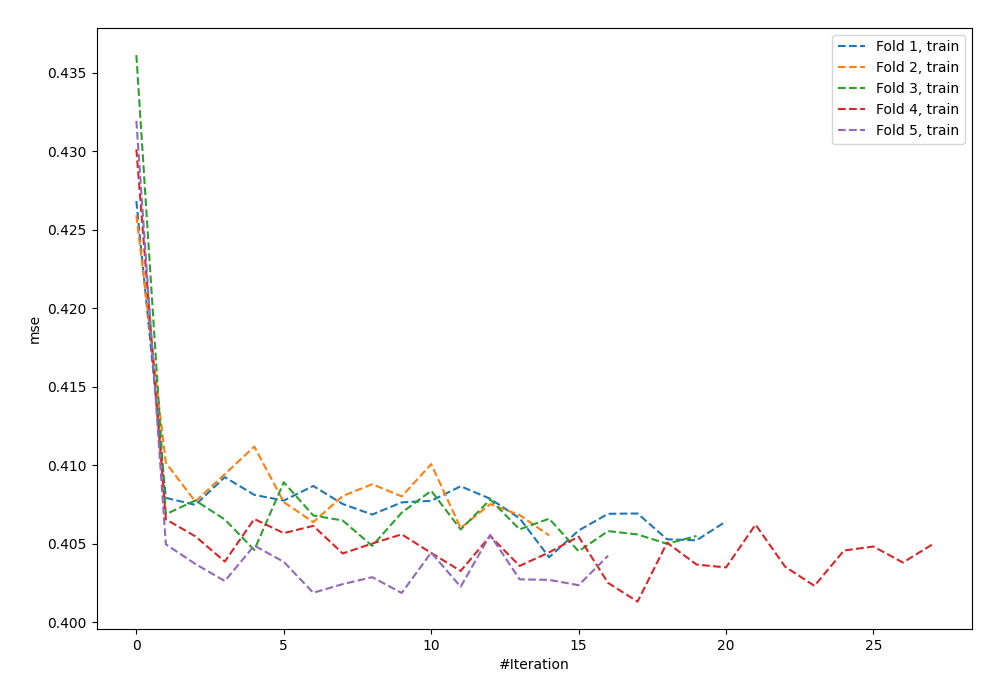 0.435
0.430
0.425
0.420
0.415
0.410
0.405
0.400
mse
0
5
10
15
20
25
#Iteration
Fold 1, train
Fold 2, train
Fold 3, train
Fold 4, train
Fold 5, train